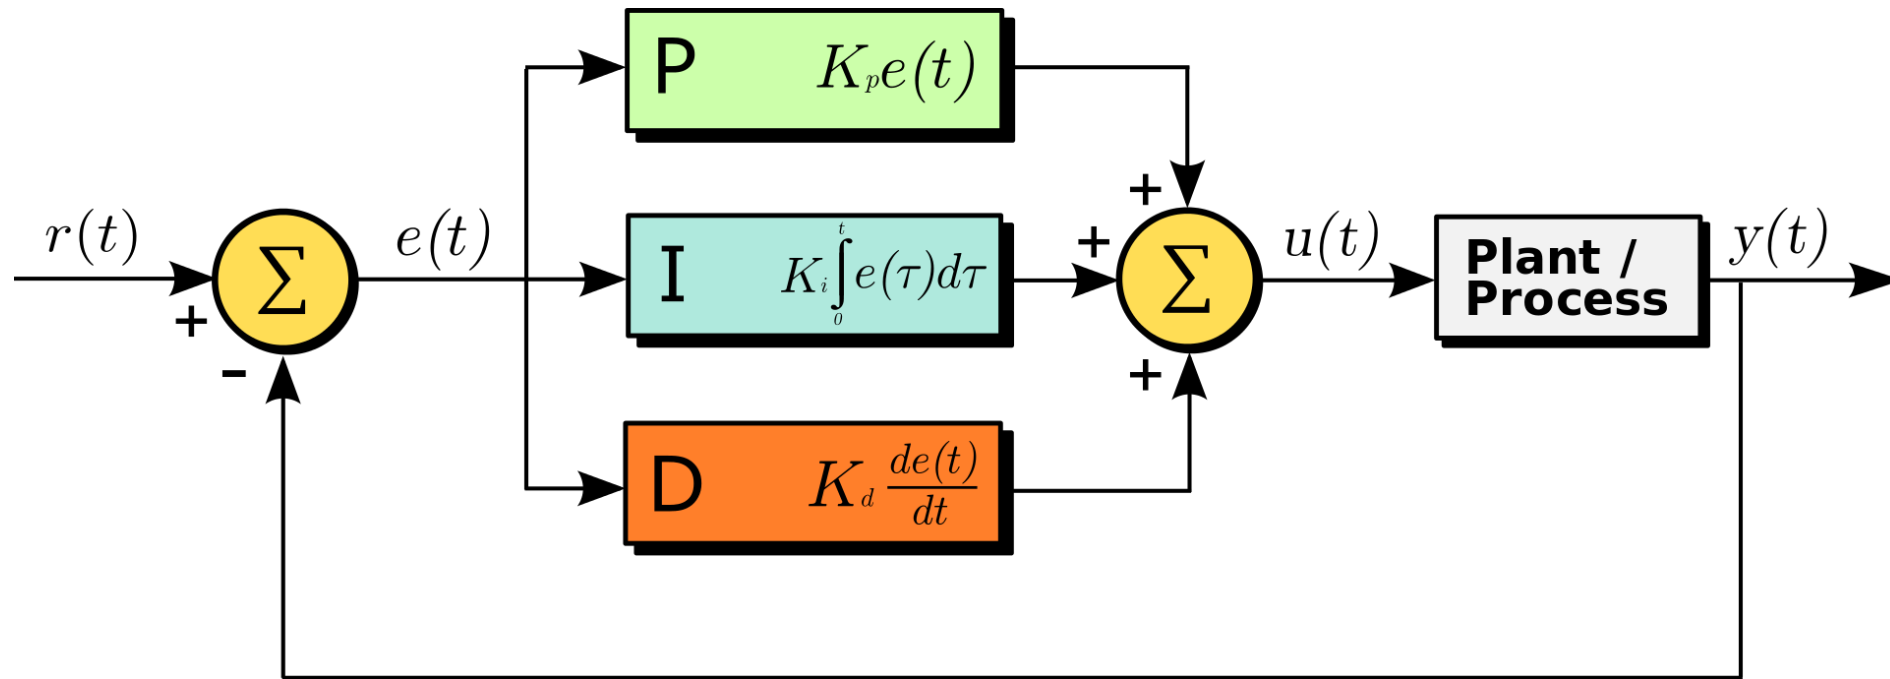 r(t)
+
−
Σ
e(t)
P K_p e(t)
I K_i ∫_0^t e(τ)dτ
D K_d de(t)/dt
+
+
+
Σ
u(t)
Plant /
Process
y(t)